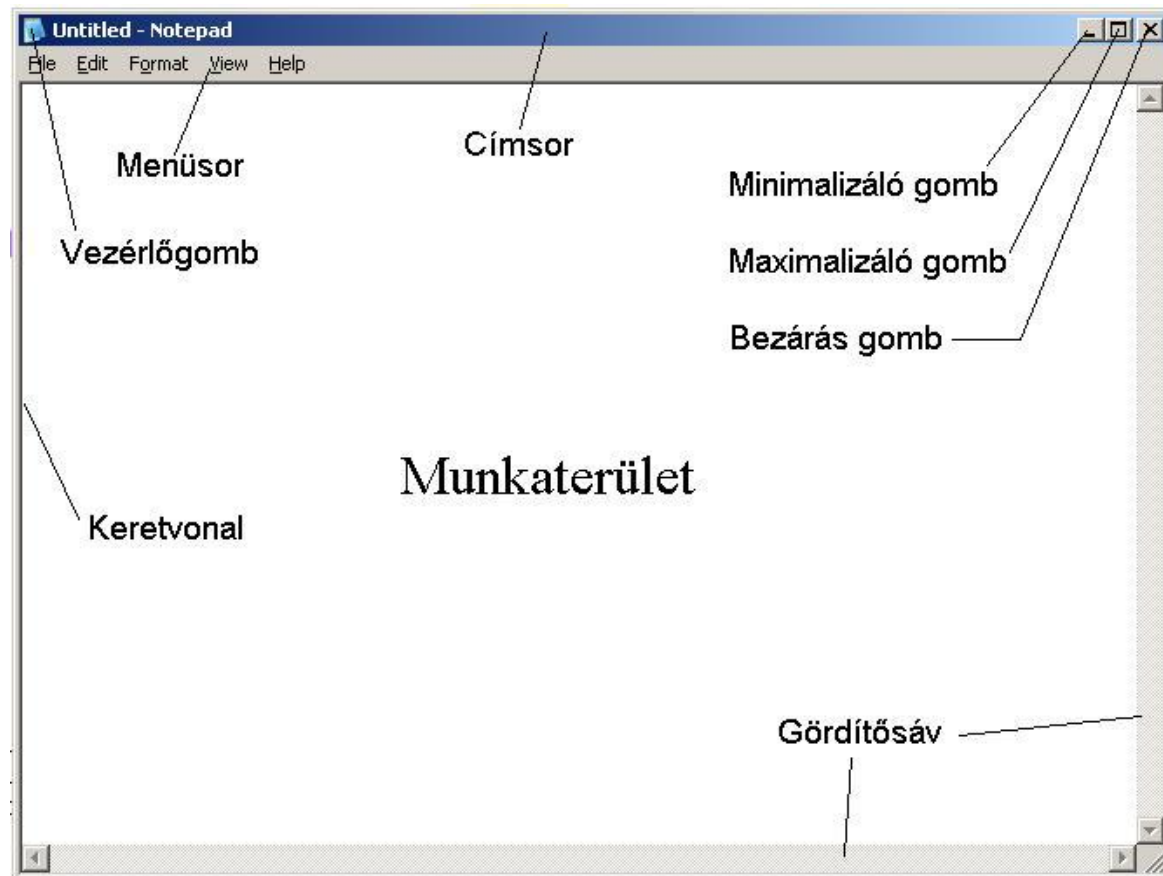 Untitled - Notepad
File Edit Format View Help
Címsor
Menüsor
Minimalizáló gomb
Vezérlőgomb
Maximalizáló gomb
Bezárás gomb
Munkaterület
Keretvonal
Gördítősáv